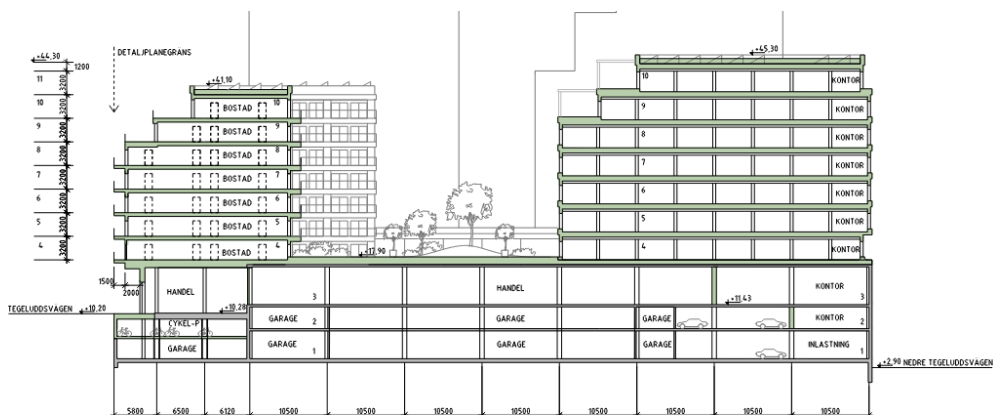 +44,30
DETALJPLANEGRÄNS
1200
+45,30
+41,10
11 3200
10 3200
9 3200
8 3200
7 3200
6 3200
5 3200
4 3200
BOSTAD 10
BOSTAD 9
BOSTAD 8
BOSTAD 7
BOSTAD 6
BOSTAD 5
BOSTAD 4
10 KONTOR
9 KONTOR
8 KONTOR
7 KONTOR
6 KONTOR
5 KONTOR
4 KONTOR
+17,90
1500
2000
HANDEL
3 HANDEL KONTOR 3
+11,43
TEGELUDDSVÄGEN +10,20
+10,28
CYKEL-P
GARAGE 2 GARAGE GARAGE KONTOR 2
GARAGE
GARAGE 1 GARAGE GARAGE INLASTNING 1
+2,90 NEDRE TEGELUDDSVÄGEN
5800 6500 6120 10500 10500 10500 10500 10500 10500 10500 10500